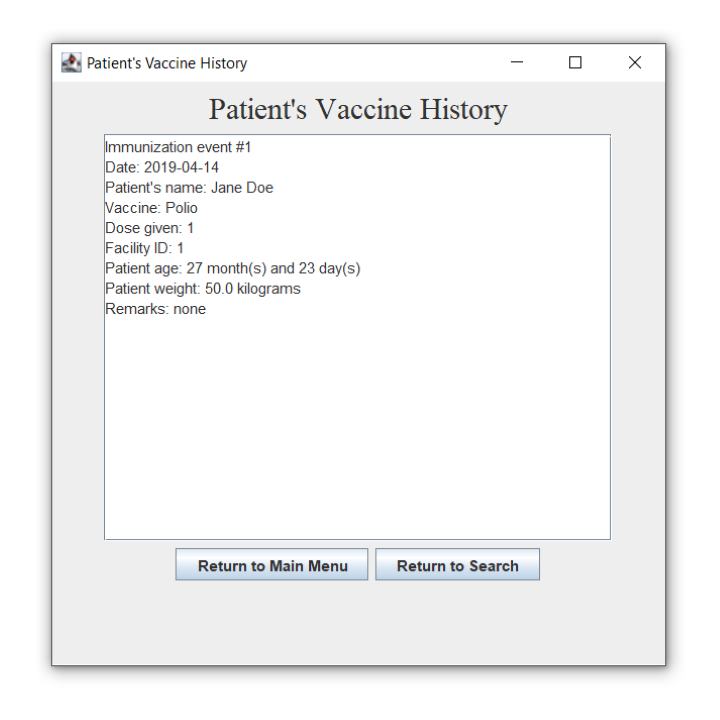 Patient's Vaccine History
Patient's Vaccine History
Immunization event #1
Date: 2019-04-14
Patient's name: Jane Doe
Vaccine: Polio
Dose given: 1
Facility ID: 1
Patient age: 27 month(s) and 23 day(s)
Patient weight: 50.0 kilograms
Remarks: none
Return to Main Menu Return to Search